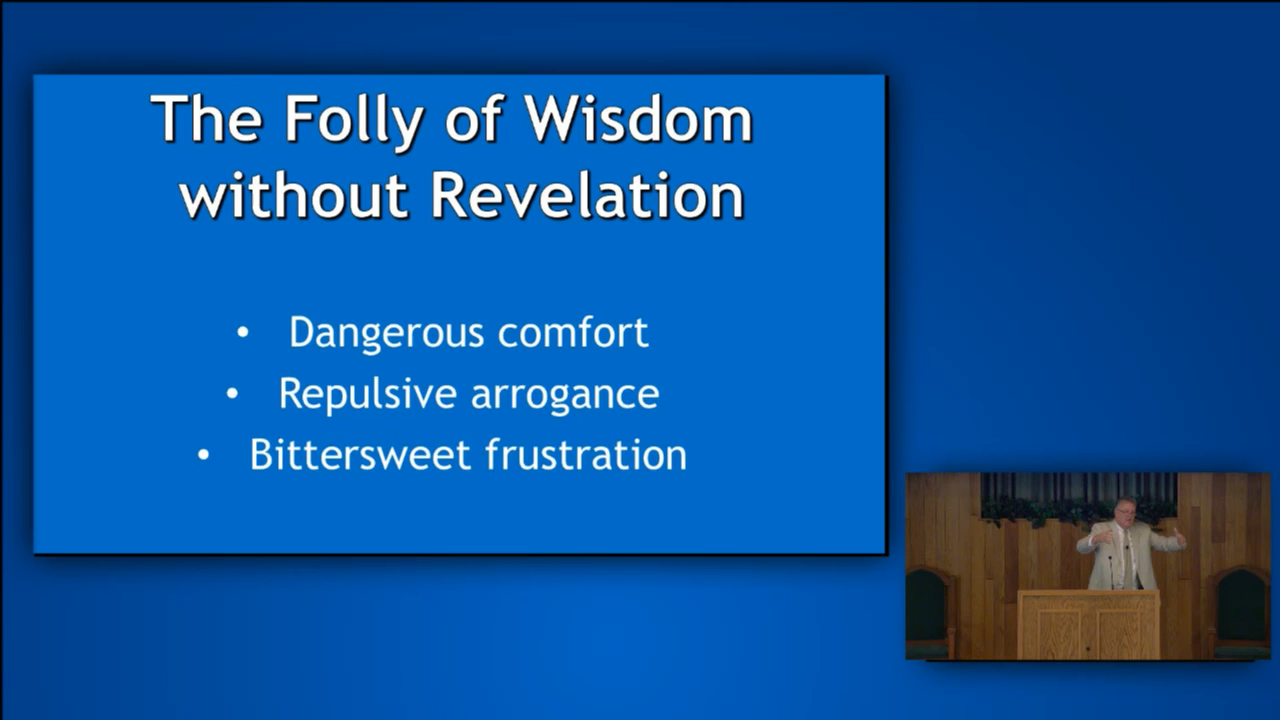 The Folly of Wisdom
without Revelation
• Dangerous comfort
• Repulsive arrogance
• Bittersweet frustration